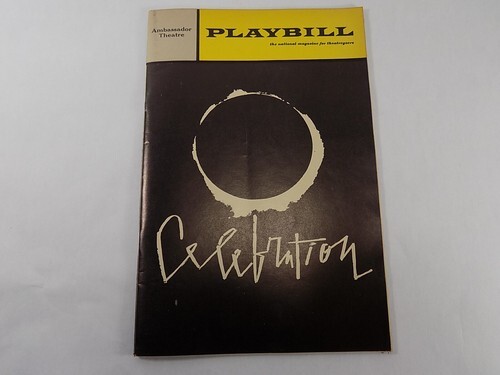 Ambassador
Theatre
PLAYBILL
the national magazine for theatregoers
Celebration